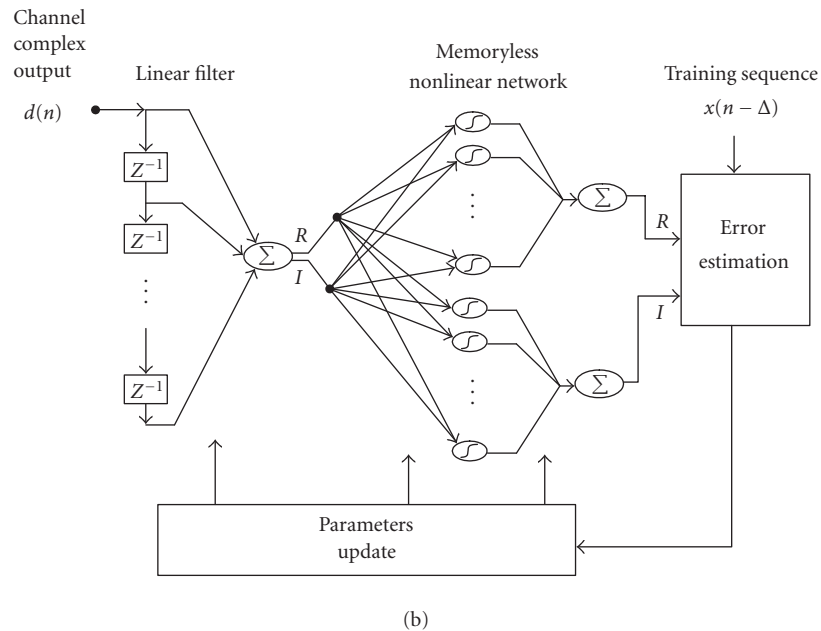 Channel
complex
output
d(n)
Linear filter
Z⁻¹
Z⁻¹
⋮
Z⁻¹
Σ
R
I
Memoryless
nonlinear network
⋮
⋮
Σ
Σ
R
I
Training sequence
x(n − Δ)
Error
estimation
Parameters
update
(b)